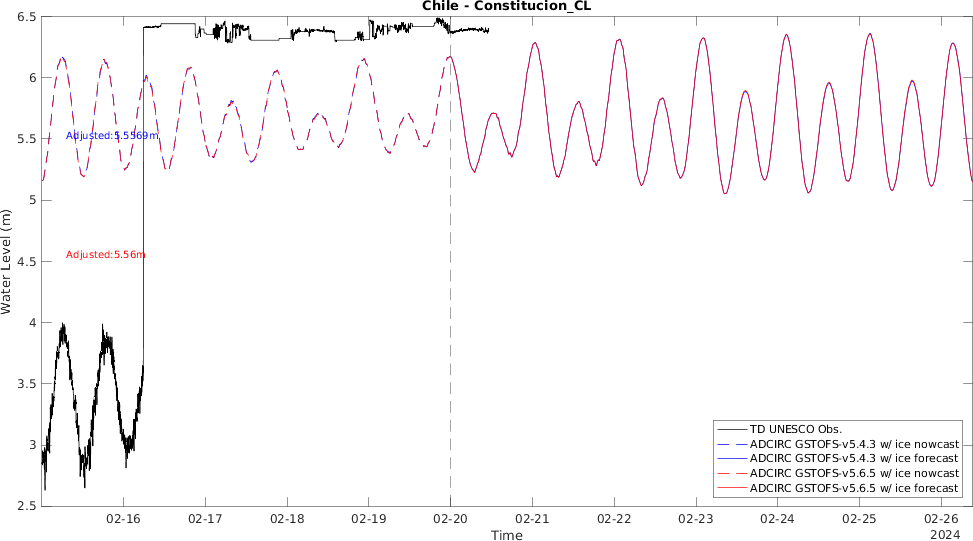 Chile - Constitucion_CL
6.5
6
5.5
5
4.5
4
3.5
3
2.5
Water Level (m)
Adjusted:5.5569m
Adjusted:5.56m
TD UNESCO Obs.
ADCIRC GSTOFS-v5.4.3 w/ ice nowcast
ADCIRC GSTOFS-v5.4.3 w/ ice forecast
ADCIRC GSTOFS-v5.6.5 w/ ice nowcast
ADCIRC GSTOFS-v5.6.5 w/ ice forecast
02-16 02-17 02-18 02-19 02-20 02-21 02-22 02-23 02-24 02-25 02-26
Time
2024